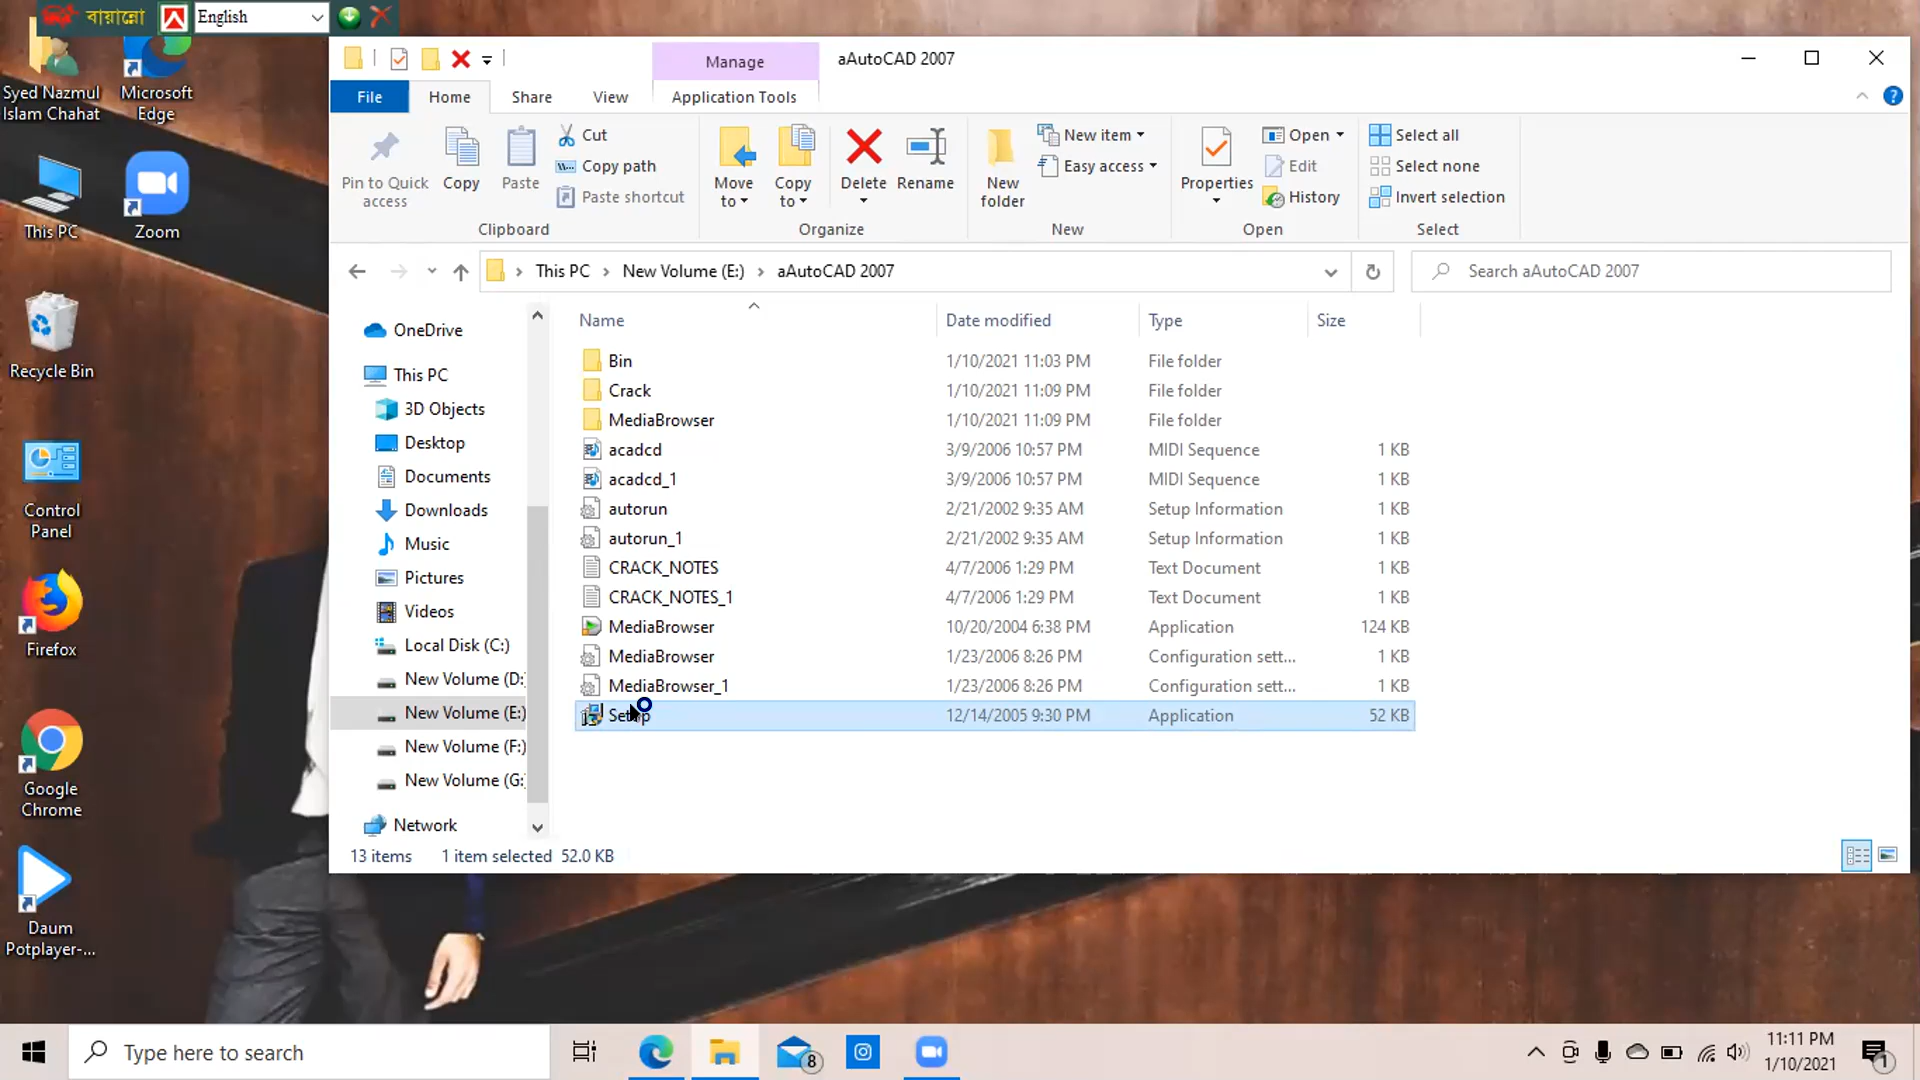 বায়ান্নো English
Syed Nazmul
Islam Chahat
Microsoft
Edge
This PC
Zoom
Recycle Bin
Control
Panel
Firefox
Google
Chrome
Daum
Potplayer-...
Manage aAutoCAD 2007
File Home Share View Application Tools
Pin to Quick
access
Copy
Paste
Cut
Copy path
Paste shortcut
Clipboard
Move
to
Copy
to
Delete
Rename
Organize
New
folder
New item
Easy access
New
Properties
Open
Edit
History
Open
Select all
Select none
Invert selection
Select
This PC New Volume (E:) aAutoCAD 2007 Search aAutoCAD 2007
OneDrive
This PC
3D Objects
Desktop
Documents
Downloads
Music
Pictures
Videos
Local Disk (C:)
New Volume (D:
New Volume (E:)
New Volume (F:)
New Volume (G:
Network
Name Date modified Type Size
Bin 1/10/2021 11:03 PM File folder
Crack 1/10/2021 11:09 PM File folder
MediaBrowser 1/10/2021 11:09 PM File folder
acadcd 3/9/2006 10:57 PM MIDI Sequence 1 KB
acadcd_1 3/9/2006 10:57 PM MIDI Sequence 1 KB
autorun 2/21/2002 9:35 AM Setup Information 1 KB
autorun_1 2/21/2002 9:35 AM Setup Information 1 KB
CRACK_NOTES 4/7/2006 1:29 PM Text Document 1 KB
CRACK_NOTES_1 4/7/2006 1:29 PM Text Document 1 KB
MediaBrowser 10/20/2004 6:38 PM Application 124 KB
MediaBrowser 1/23/2006 8:26 PM Configuration sett... 1 KB
MediaBrowser_1 1/23/2006 8:26 PM Configuration sett... 1 KB
Setup 12/14/2005 9:30 PM Application 52 KB
13 items 1 item selected 52.0 KB
Type here to search
8
11:11 PM
1/10/2021
1